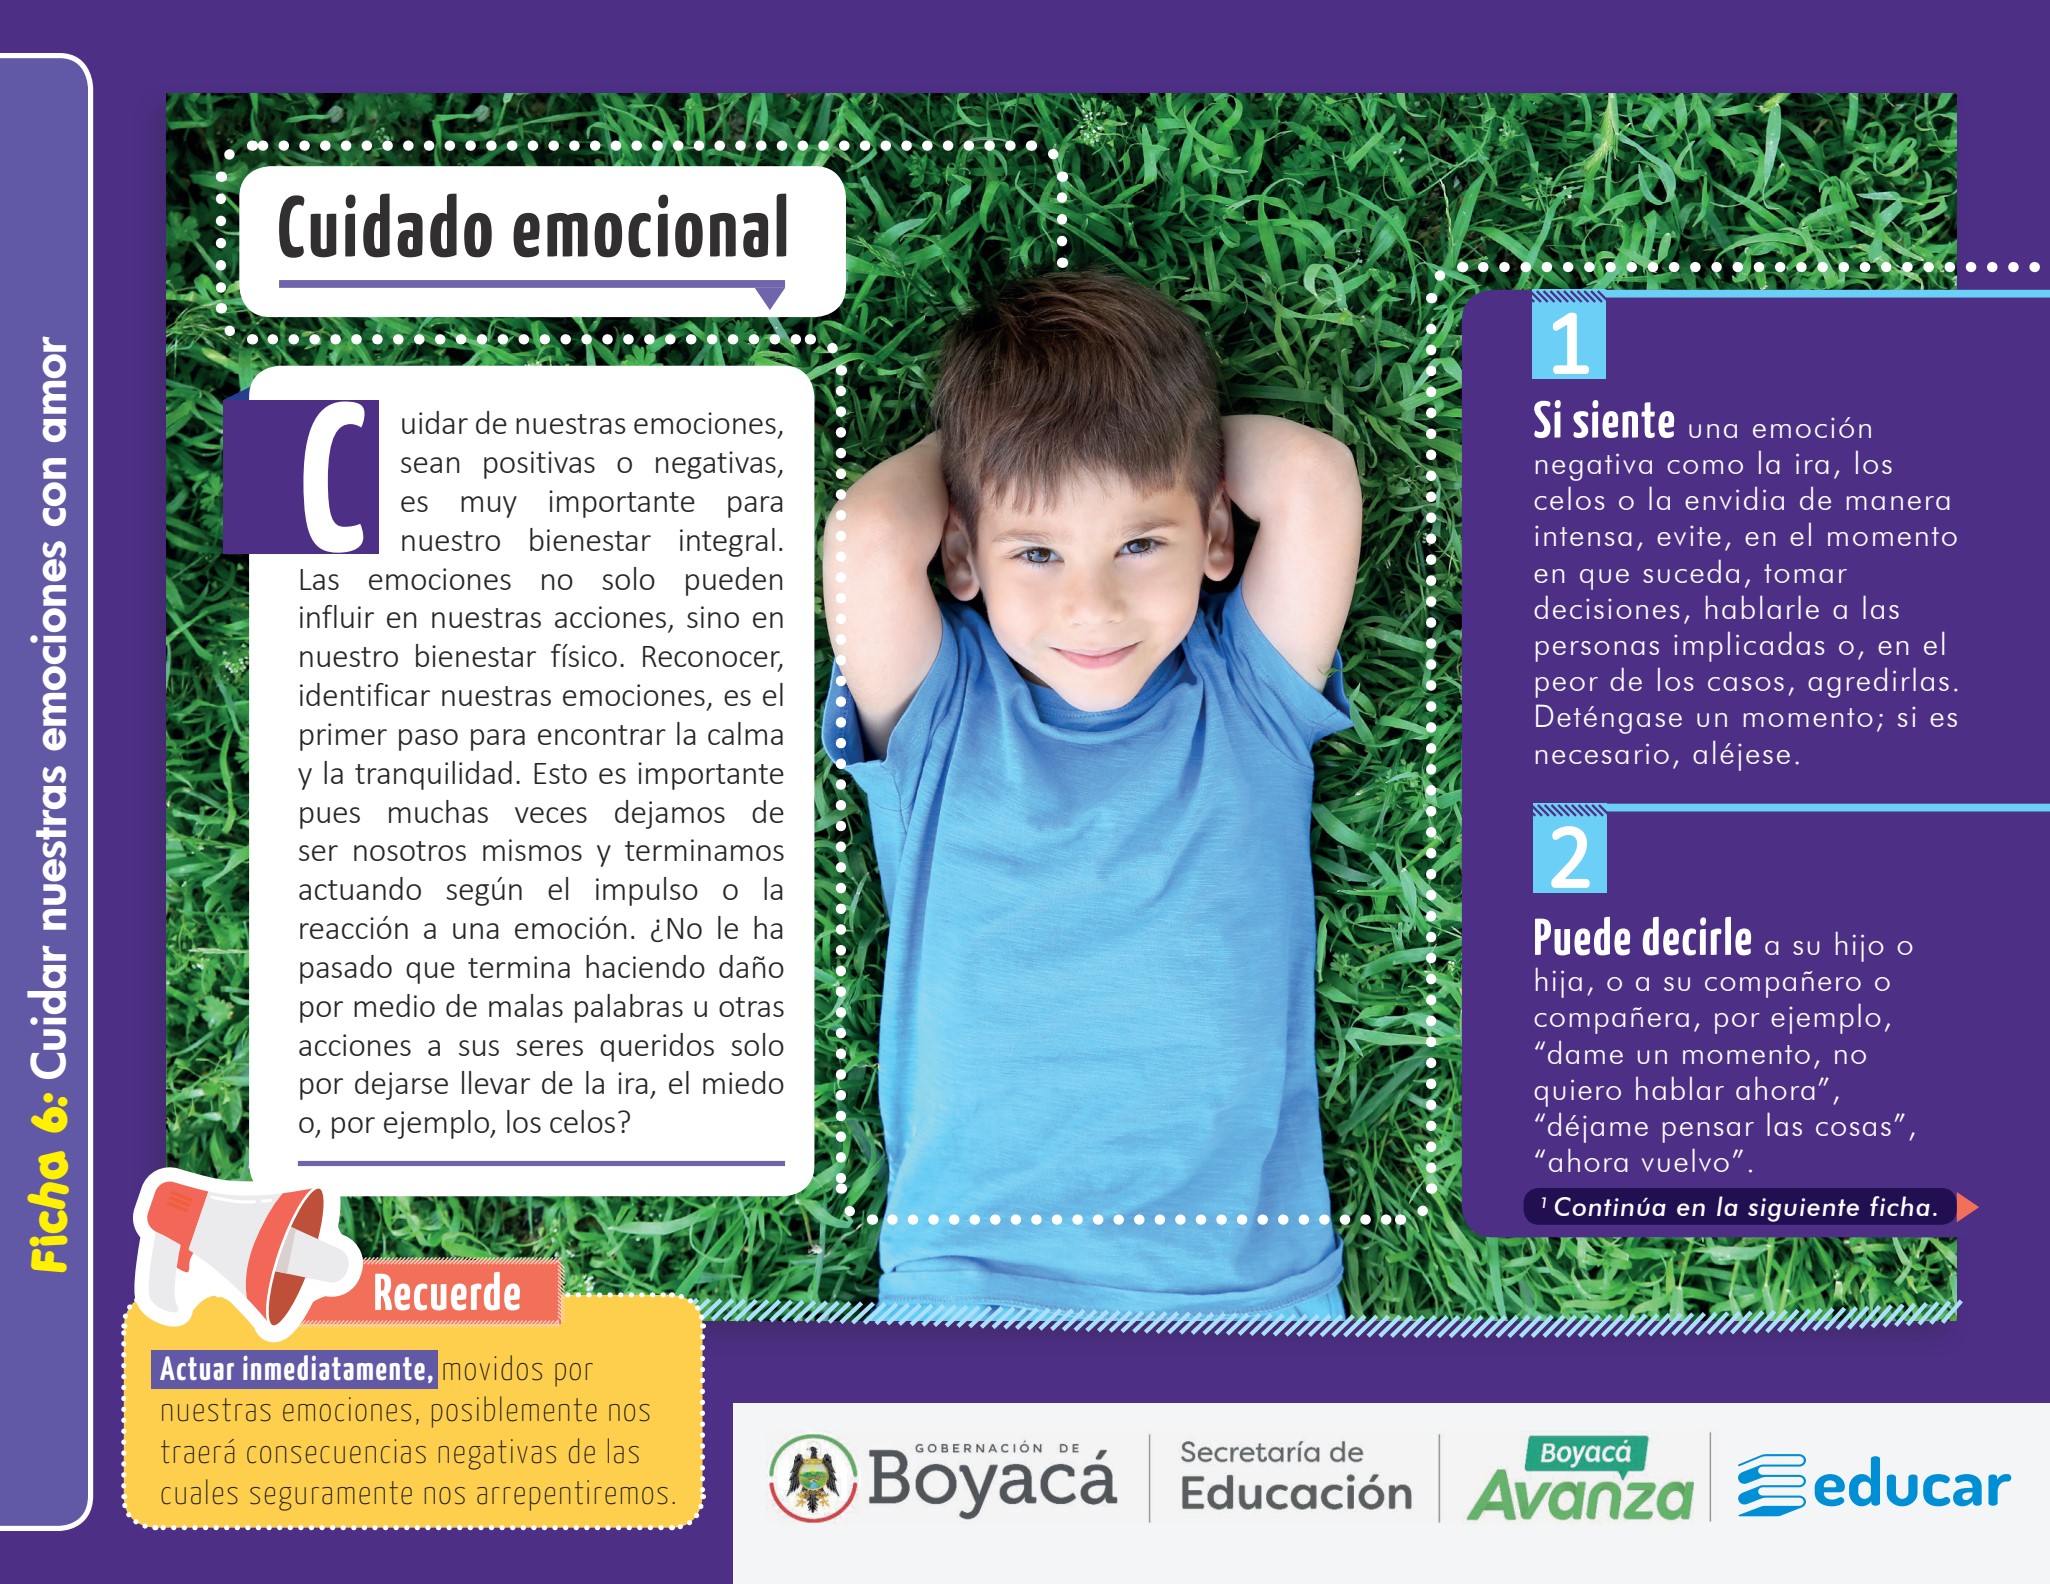 Ficha 6: Cuidar nuestras emociones con amor
Cuidado emocional
Cuidar de nuestras emociones,
sean positivas o negativas,
es muy importante para
nuestro bienestar integral.
Las emociones no solo pueden
influir en nuestras acciones, sino en
nuestro bienestar físico. Reconocer,
identificar nuestras emociones, es el
primer paso para encontrar la calma
y la tranquilidad. Esto es importante
pues muchas veces dejamos de
ser nosotros mismos y terminamos
actuando según el impulso o la
reacción a una emoción. ¿No le ha
pasado que termina haciendo daño
por medio de malas palabras u otras
acciones a sus seres queridos solo
por dejarse llevar de la ira, el miedo
o, por ejemplo, los celos?
1
Si siente una emoción
negativa como la ira, los
celos o la envidia de manera
intensa, evite, en el momento
en que suceda, tomar
decisiones, hablarle a las
personas implicadas o, en el
peor de los casos, agredirlas.
Deténgase un momento; si es
necesario, aléjese.
2
Puede decirle a su hijo o
hija, o a su compañero o
compañera, por ejemplo,
“dame un momento, no
quiero hablar ahora”,
“déjame pensar las cosas”,
“ahora vuelvo”.
¹ Continúa en la siguiente ficha.
Recuerde
Actuar inmediatamente, movidos por
nuestras emociones, posiblemente nos
traerá consecuencias negativas de las
cuales seguramente nos arrepentiremos.
GOBERNACIÓN DE
Boyacá
Secretaría de
Educación
Boyacá
Avanza
educar